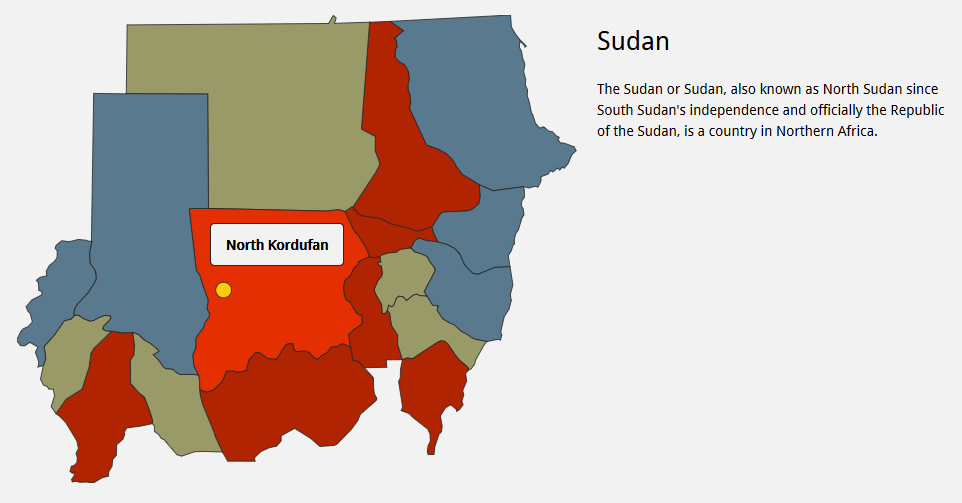 Sudan
The Sudan or Sudan, also known as North Sudan since
South Sudan's independence and officially the Republic
of the Sudan, is a country in Northern Africa.
North Kordufan